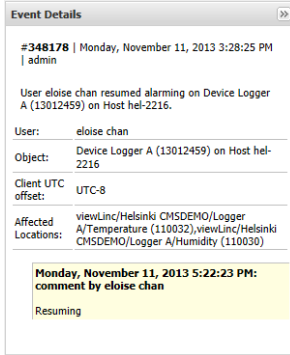 Event Details
#348178 | Monday, November 11, 2013 3:28:25 PM
| admin
User eloise chan resumed alarming on Device Logger
A (13012459) on Host hel-2216.
User: eloise chan
Object: Device Logger A (13012459) on Host hel-
2216
Client UTC
offset: UTC-8
Affected
Locations: viewLinc/Helsinki CMSDEMO/Logger
A/Temperature (110032),viewLinc/Helsinki
CMSDEMO/Logger A/Humidity (110030)
Monday, November 11, 2013 5:22:23 PM:
comment by eloise chan
Resuming